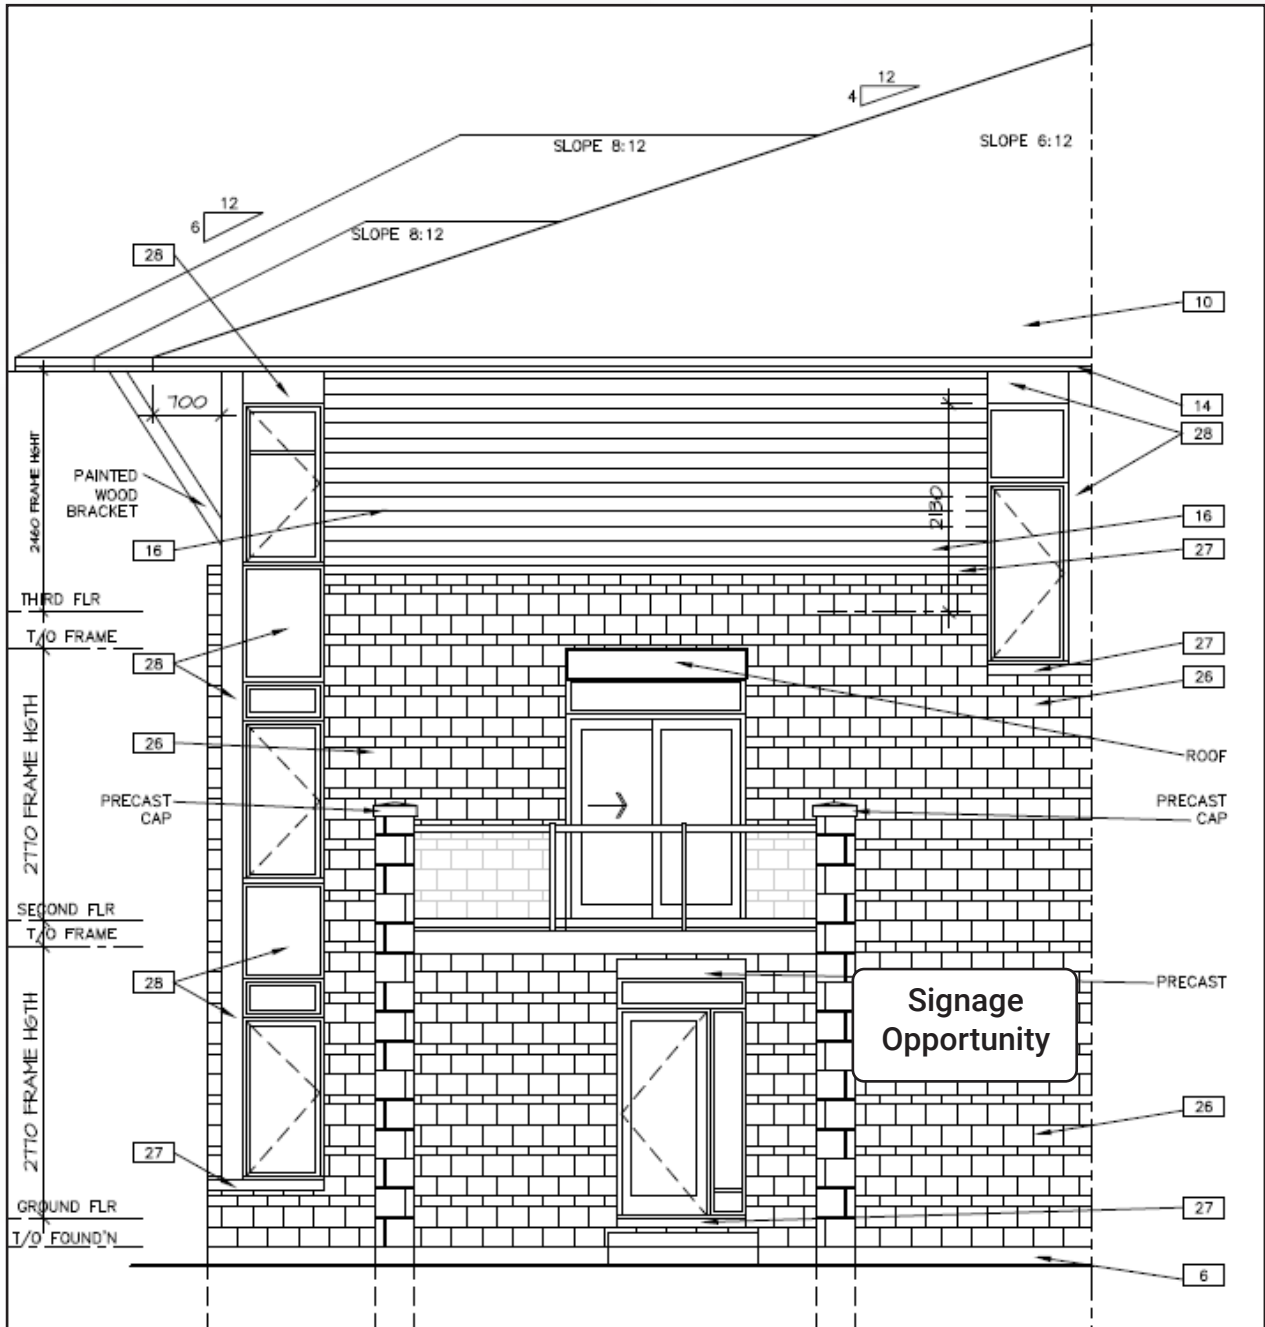 12
4
SLOPE 8:12
SLOPE 6:12
12
6
SLOPE 8:12
28
10
700
14
28
2460 FRAME HGHT
PAINTED
WOOD
BRACKET
2130
16
16
27
THIRD FLR
T/O FRAME
28
27
26
26
ROOF
2770 FRAME HGTH
PRECAST
CAP
PRECAST
CAP
SECOND FLR
T/O FRAME
28
PRECAST
Signage
Opportunity
2770 FRAME HGTH
26
27
GROUND FLR
27
T/O FOUND'N
6